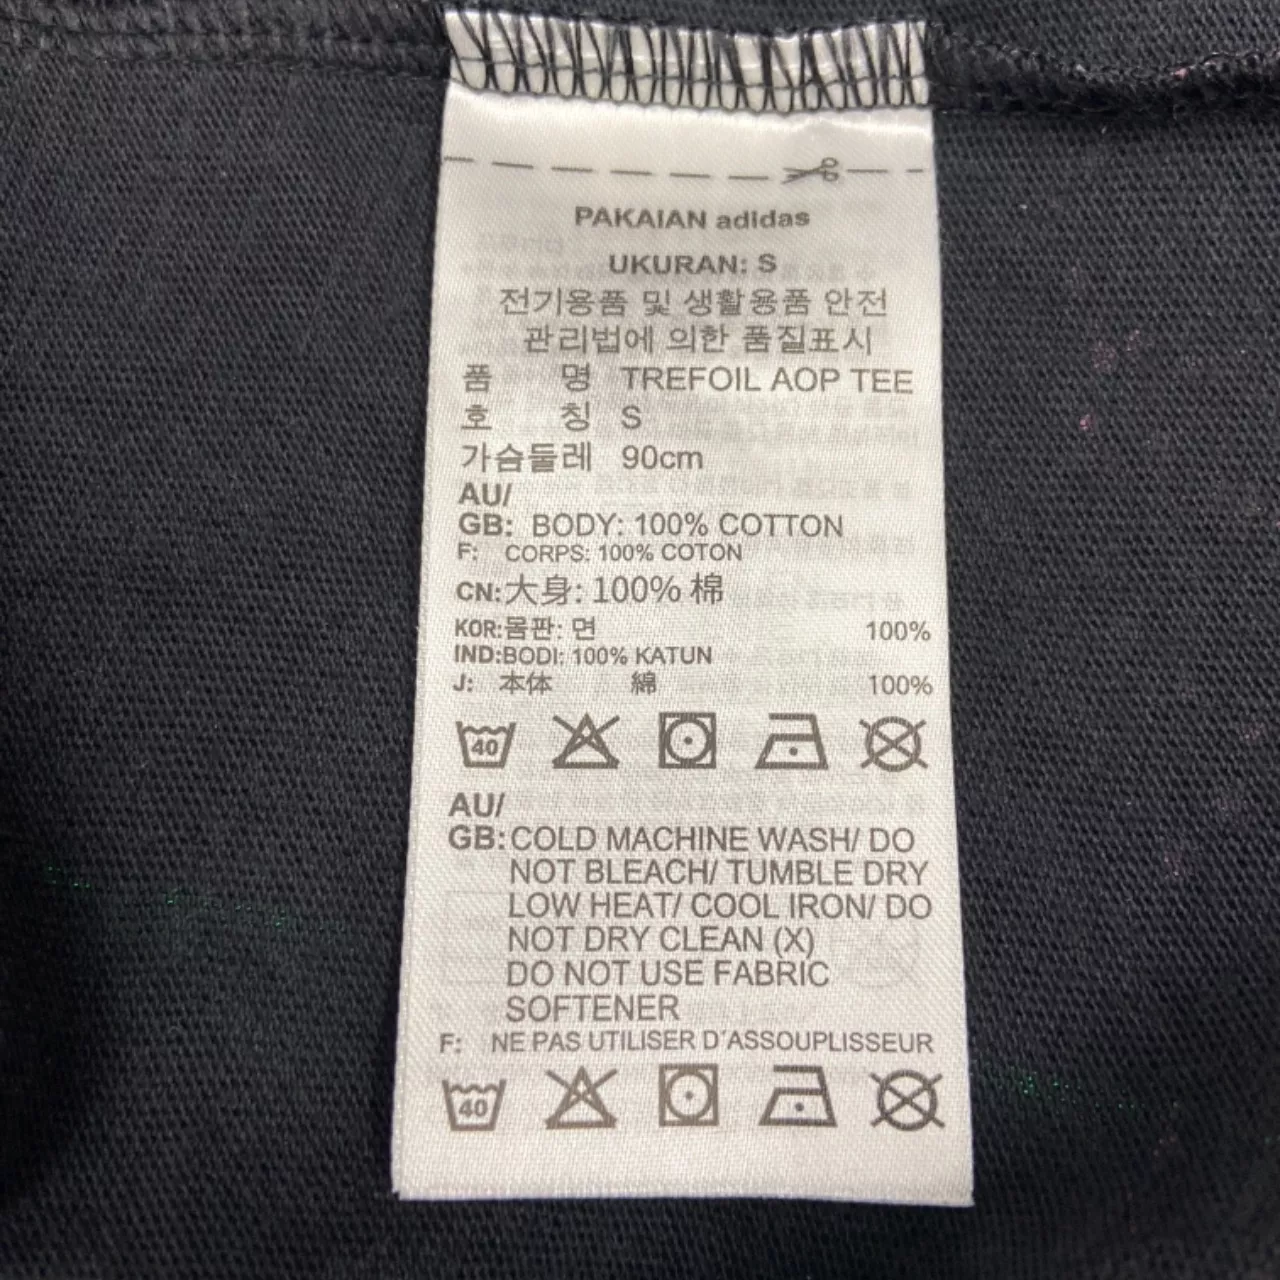 PAKAIAN adidas
UKURAN: S
전기용품 및 생활용품 안전
관리법에 의한 품질표시
품 명 TREFOIL AOP TEE
호 칭 S
가슴둘레 90cm
AU/
GB: BODY: 100% COTTON
F: CORPS: 100% COTON
CN:大身: 100% 棉
KOR:몸판: 면 100%
IND:BODI: 100% KATUN
J: 本体 綿 100%
40
AU/
GB:COLD MACHINE WASH/ DO
NOT BLEACH/ TUMBLE DRY
LOW HEAT/ COOL IRON/ DO
NOT DRY CLEAN (X)
DO NOT USE FABRIC
SOFTENER
F: NE PAS UTILISER D´ASSOUPLISSEUR
40